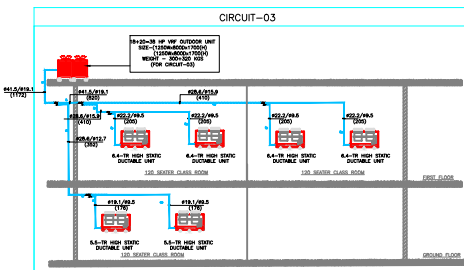 CIRCUIT-03
18+20=38 HP VRF OUTDOOR UNIT
SIZE-(1250Wx800Dx1700(H)
(1250Wx800Dx1700(H)
WEIGHT - 300+320 KGS
(FOR CIRCUIT-03)
ø41.5/ø19.1
(1172)
ø41.5/ø19.1
(820)
ø28.6/ø15.9
(410)
ø28.6/ø15.9
(410)
ø28.6/ø12.7
(352)
ø22.2/ø9.5
(205)
ø22.2/ø9.5
(205)
ø22.2/ø9.5
(205)
ø22.2/ø9.5
(205)
6.4-TR HIGH STATIC
DUCTABLE UNIT
6.4-TR HIGH STATIC
DUCTABLE UNIT
6.4-TR HIGH STATIC
DUCTABLE UNIT
6.4-TR HIGH STATIC
DUCTABLE UNIT
120 SEATER CLASS ROOM
120 SEATER CLASS ROOM
FIRST FLOOR
ø19.1/ø9.5
(176)
ø19.1/ø9.5
(176)
5.5-TR HIGH STATIC
DUCTABLE UNIT
5.5-TR HIGH STATIC
DUCTABLE UNIT
120 SEATER CLASS ROOM
GROUND FLOOR